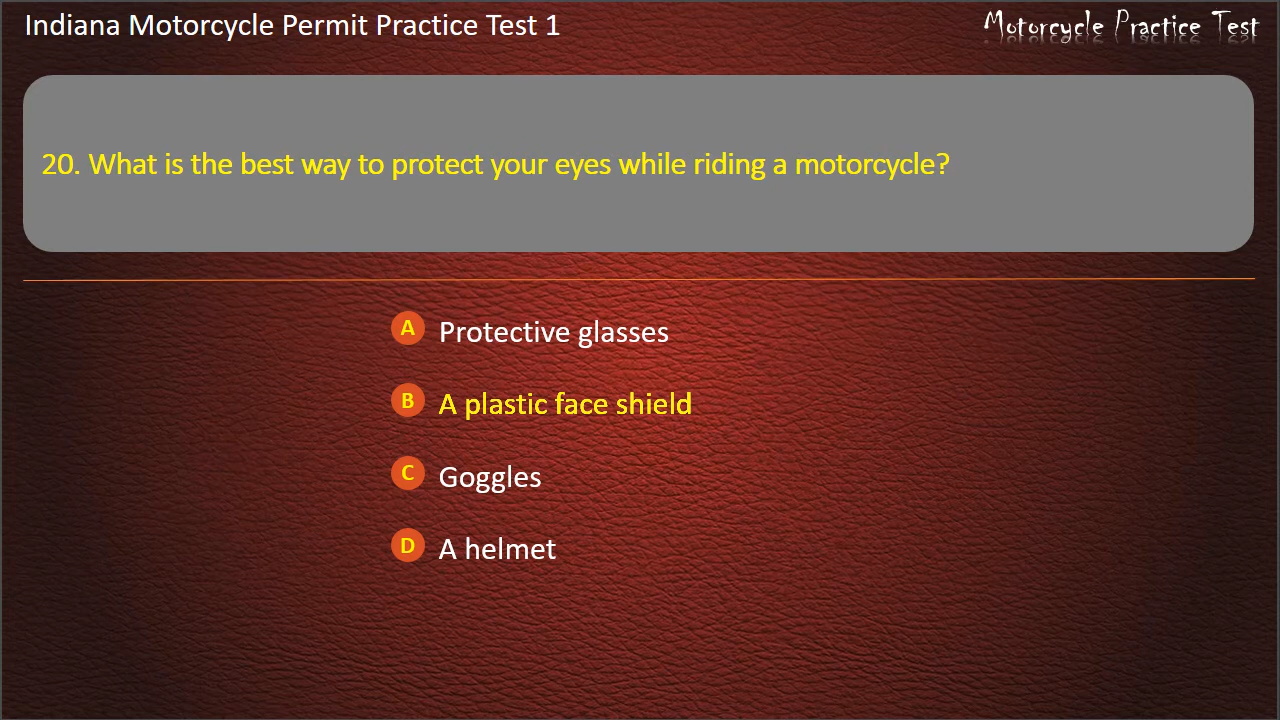 Indiana Motorcycle Permit Practice Test 1
Motorcycle Practice Test
20. What is the best way to protect your eyes while riding a motorcycle?
A Protective glasses
B A plastic face shield
C Goggles
D A helmet